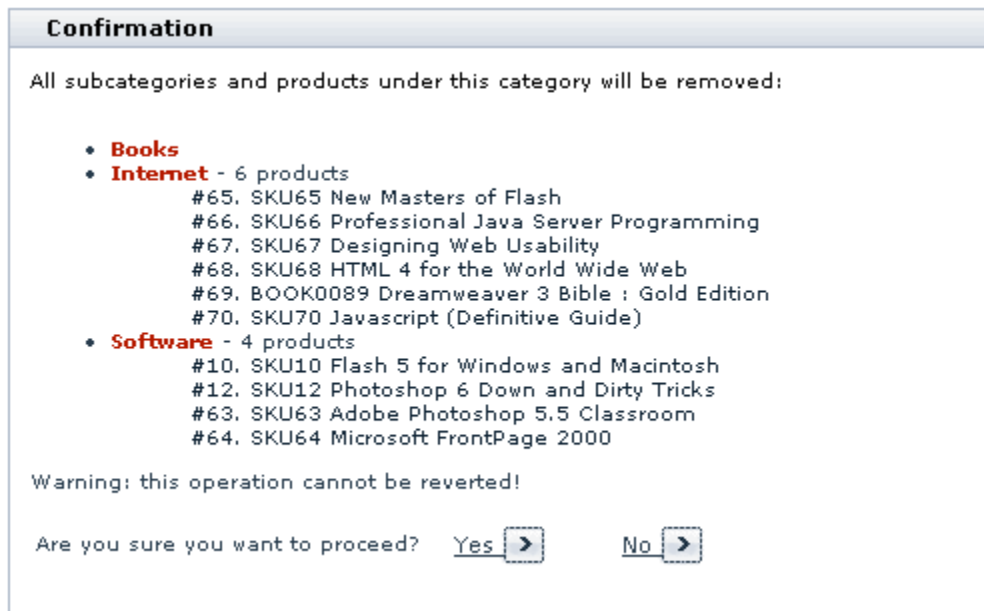 Confirmation
All subcategories and products under this category will be removed:
• Books
• Internet - 6 products
#65. SKU65 New Masters of Flash
#66. SKU66 Professional Java Server Programming
#67. SKU67 Designing Web Usability
#68. SKU68 HTML 4 for the World Wide Web
#69. BOOK0089 Dreamweaver 3 Bible : Gold Edition
#70. SKU70 Javascript (Definitive Guide)
• Software - 4 products
#10. SKU10 Flash 5 for Windows and Macintosh
#12. SKU12 Photoshop 6 Down and Dirty Tricks
#63. SKU63 Adobe Photoshop 5.5 Classroom
#64. SKU64 Microsoft FrontPage 2000
Warning: this operation cannot be reverted!
Are you sure you want to proceed? Yes > No >